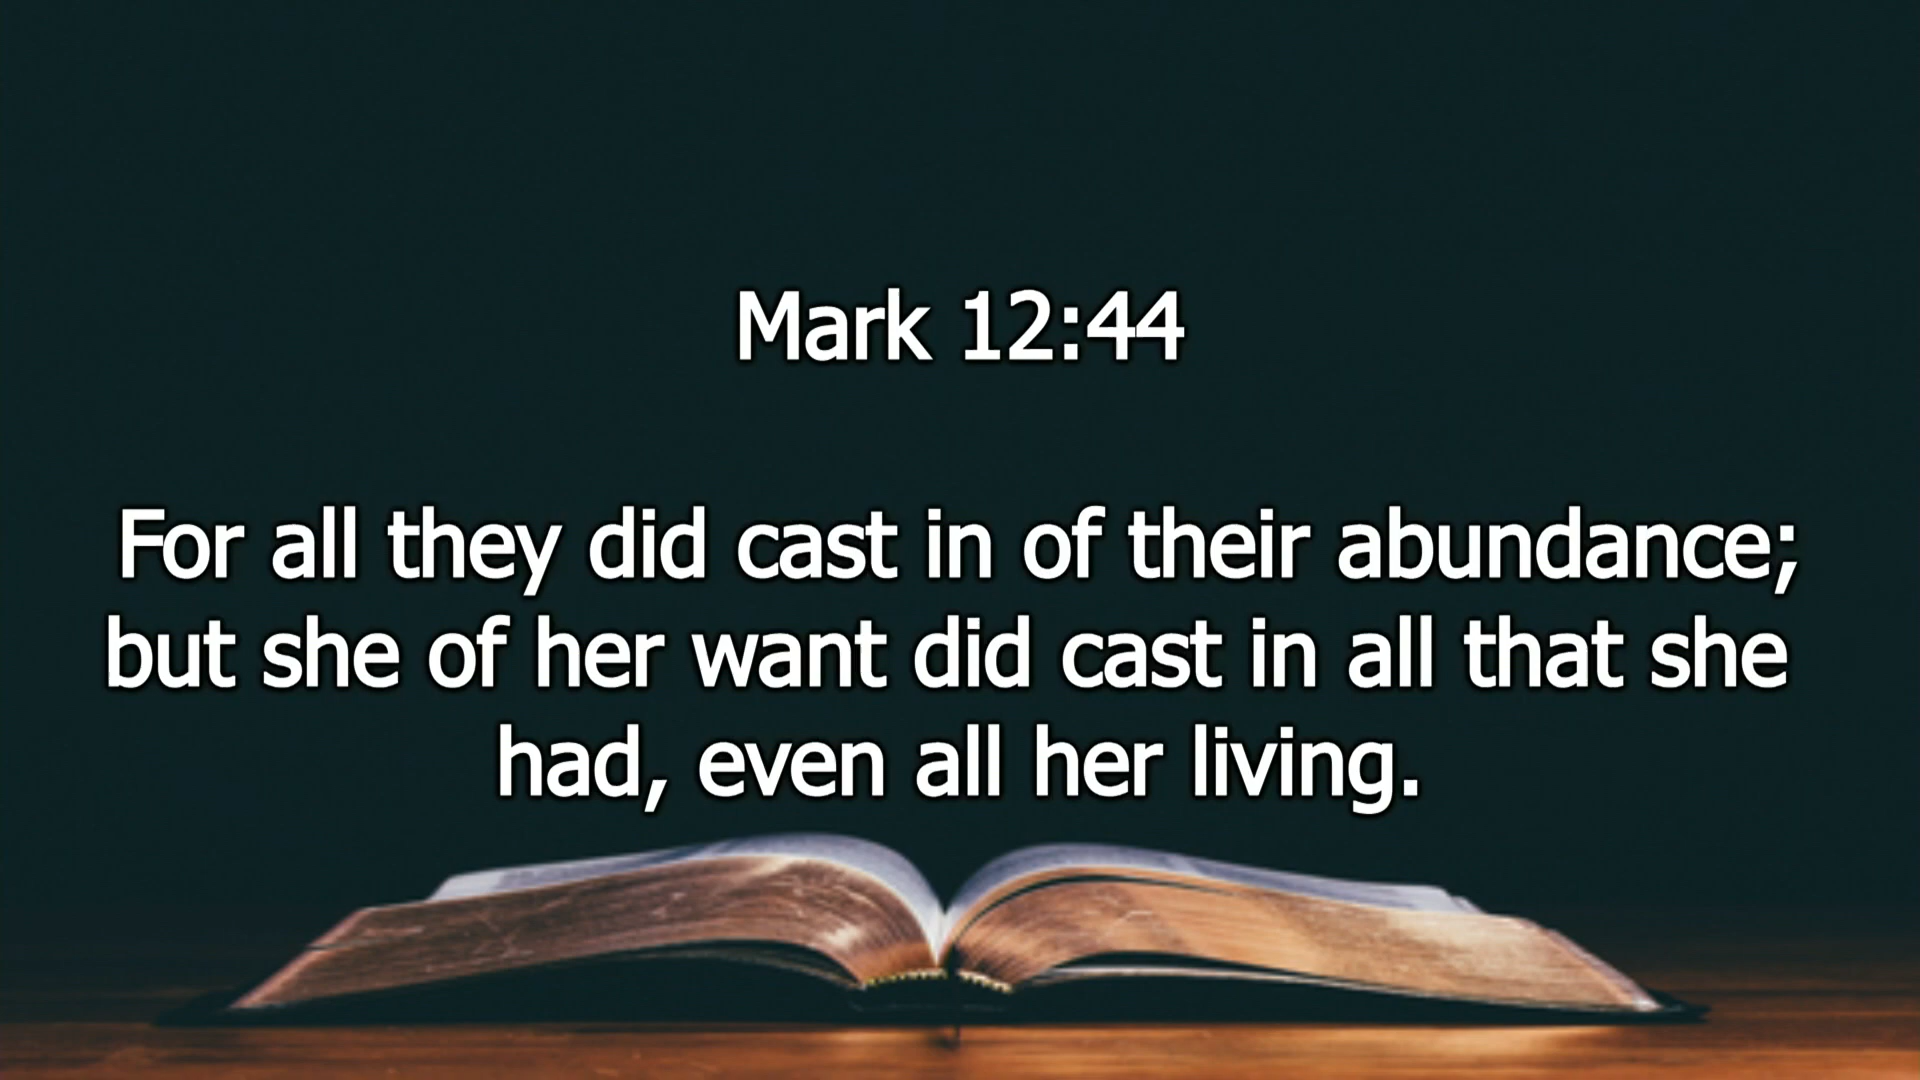 Mark 12:44
For all they did cast in of their abundance;
but she of her want did cast in all that she
had, even all her living.